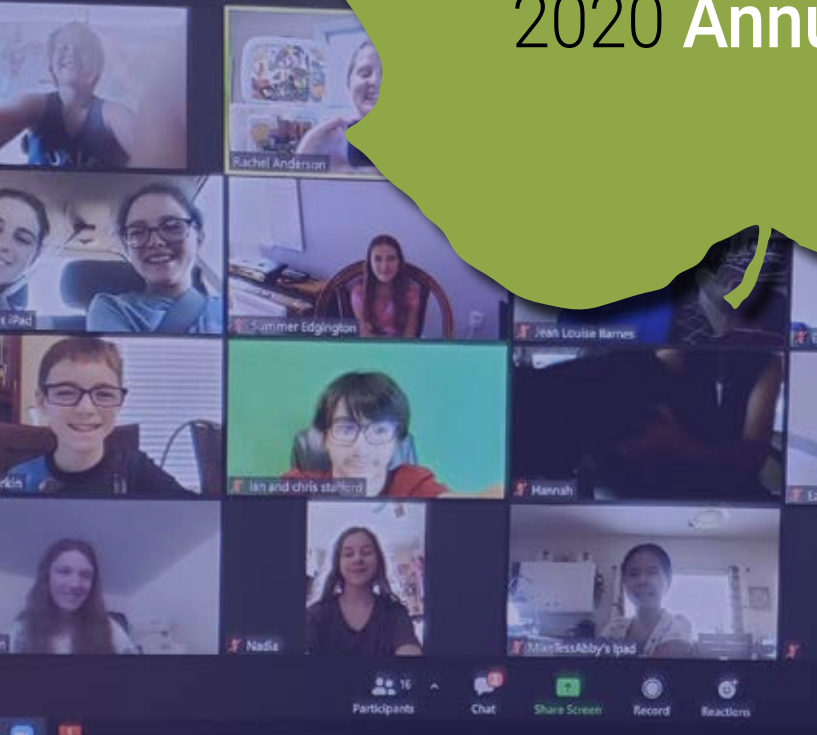 2020 Annu
Rachel Anderson
s iPad
Summer Edgington
Jean Louise Barnes
rkin
Ian and chris stafford
Hannah
Ea
n
Nadia
MikeTessAbby's Ipad
16
Participants
Chat
Share Screen
Record
Reactions